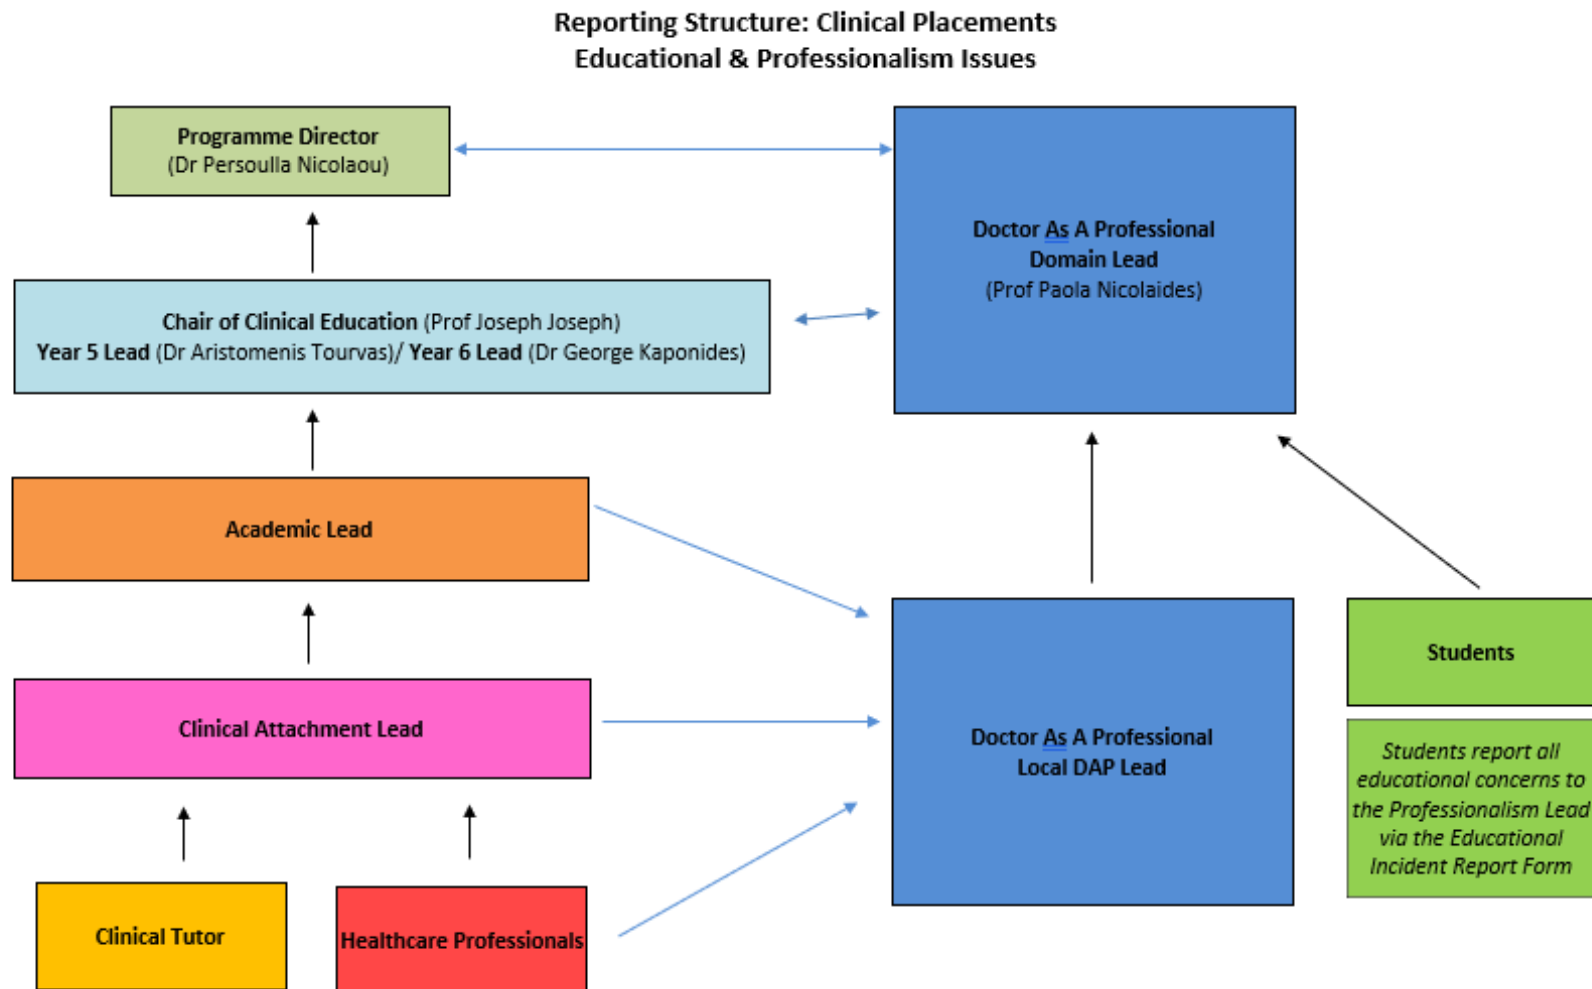 Reporting Structure: Clinical Placements
Educational & Professionalism Issues
Programme Director
(Dr Persoulla Nicolaou)
Doctor As A Professional
Domain Lead
(Prof Paola Nicolaides)
Chair of Clinical Education (Prof Joseph Joseph)
Year 5 Lead (Dr Aristomenis Tourvas)/ Year 6 Lead (Dr George Kaponides)
Academic Lead
Clinical Attachment Lead
Doctor As A Professional
Local DAP Lead
Students
Students report all
educational concerns to
the Professionalism Lead
via the Educational
Incident Report Form
Clinical Tutor
Healthcare Professionals